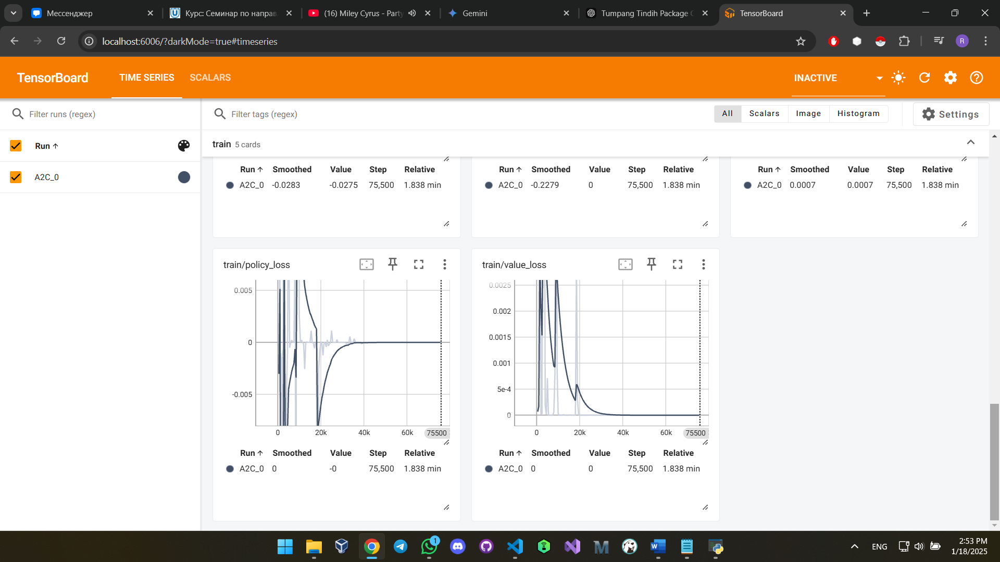 Мессенджер
Курс: Семинар по направ
(16) Miley Cyrus - Party
Gemini
Tumpang Tindih Package C
TensorBoard
localhost:6006/?darkMode=true#timeseries
R
TensorBoard
TIME SERIES
SCALARS
INACTIVE
Filter runs (regex)
Filter tags (regex)
All
Scalars
Image
Histogram
Settings
Run
A2C_0
train 5 cards
Run Smoothed Value Step Relative
A2C_0 -0.0283 -0.0275 75,500 1.838 min
Run Smoothed Value Step Relative
A2C_0 -0.2279 0 75,500 1.838 min
Run Smoothed Value Step Relative
A2C_0 0.0007 0.0007 75,500 1.838 min
train/policy_loss
0.005
0
-0.005
0 20k 40k 60k 75500
Run Smoothed Value Step Relative
A2C_0 0 -0 75,500 1.838 min
train/value_loss
0.0025
0.002
0.0015
0.001
5e-4
0
0 20k 40k 60k 75500
Run Smoothed Value Step Relative
A2C_0 0 0 75,500 1.838 min
1
ENG
2:53 PM
1/18/2025